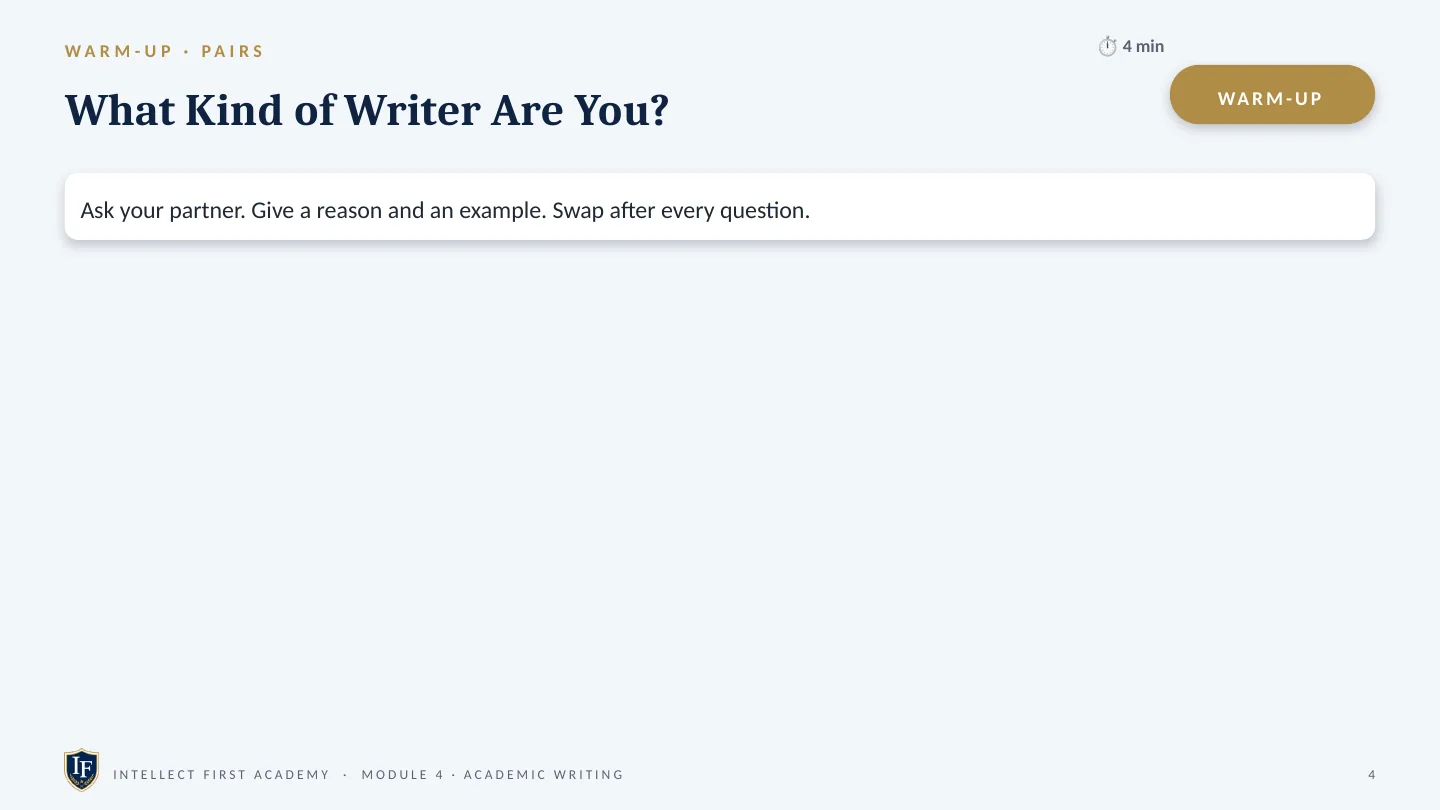 WARM-UP · PAIRS
⏱ 4 min
What Kind of Writer Are You?
WARM-UP
Ask your partner. Give a reason and an example. Swap after every question.
IF
INTELLECT FIRST ACADEMY · MODULE 4 · ACADEMIC WRITING
4